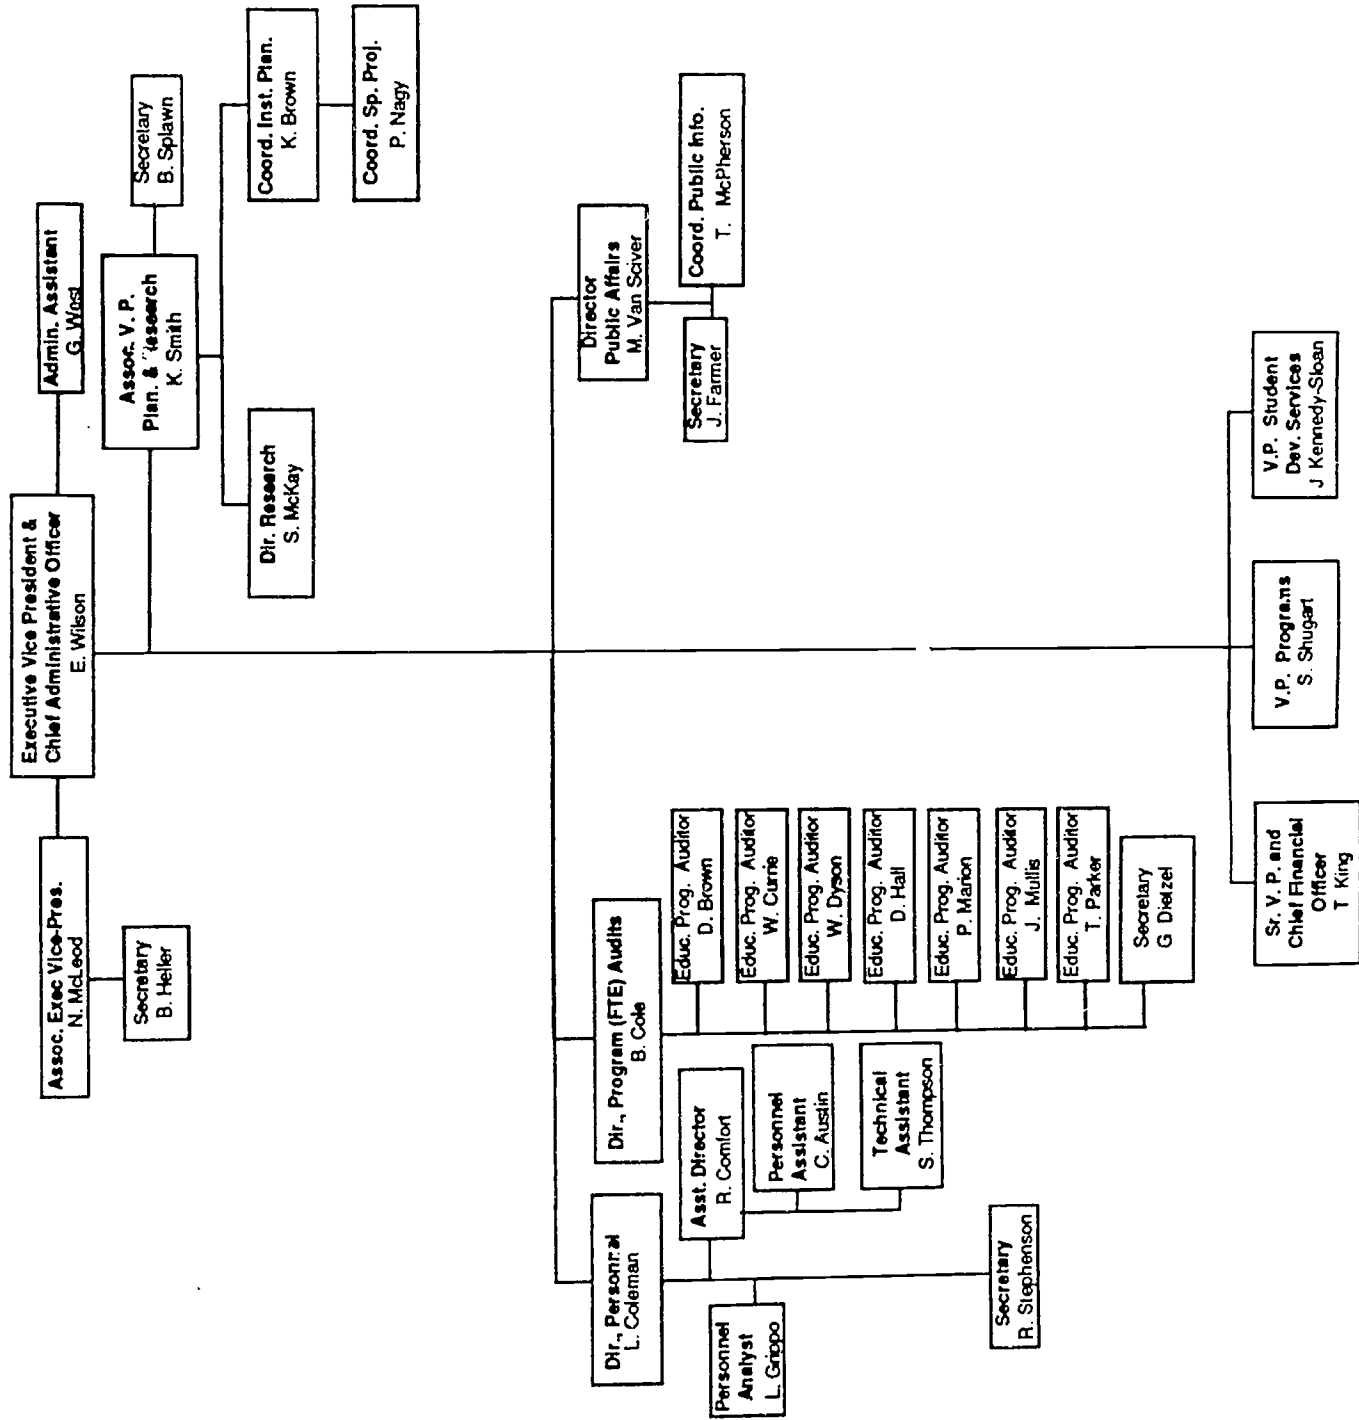 Executive Vice President &
Chief Administrative Officer
E. Wilson
Assoc. Exec Vice-Pres.
N. McLeod
Secretary
B. Heller
Admin. Assistant
G. West
Assoc. V. P.
Plan. & Research
K. Smith
Secretary
B. Splawn
Dir. Research
S. McKay
Coord. Inst. Plan.
K. Brown
Coord. Sp. Proj.
P. Nagy
Dir., Personnal
L. Coleman
Personnel
Analyst
L. Grippo
Asst. Director
R. Comfort
Personnel
Assistant
C. Austin
Technical
Assistant
S. Thompson
Secretary
R. Stephenson
Dir., Program (FTE) Audits
B. Cole
Educ. Prog. Auditor
D. Brown
Educ. Prog. Auditor
W. Currie
Educ. Prog. Auditor
W. Dyson
Educ. Prog. Auditor
D. Hall
Educ. Prog. Auditor
P. Marion
Educ. Prog. Auditor
J. Mullis
Educ. Prog. Auditor
T. Parker
Secretary
G Dietzel
Director
Public Affairs
M. Van Sciver
Secretary
J. Farmer
Coord. Public Info.
T. McPherson
Sr. V. P. and
Chief Financial
Officer
T King
V.P. Programs
S. Shugart
V.P. Student
Dev. Services
J Kennedy-Sloan